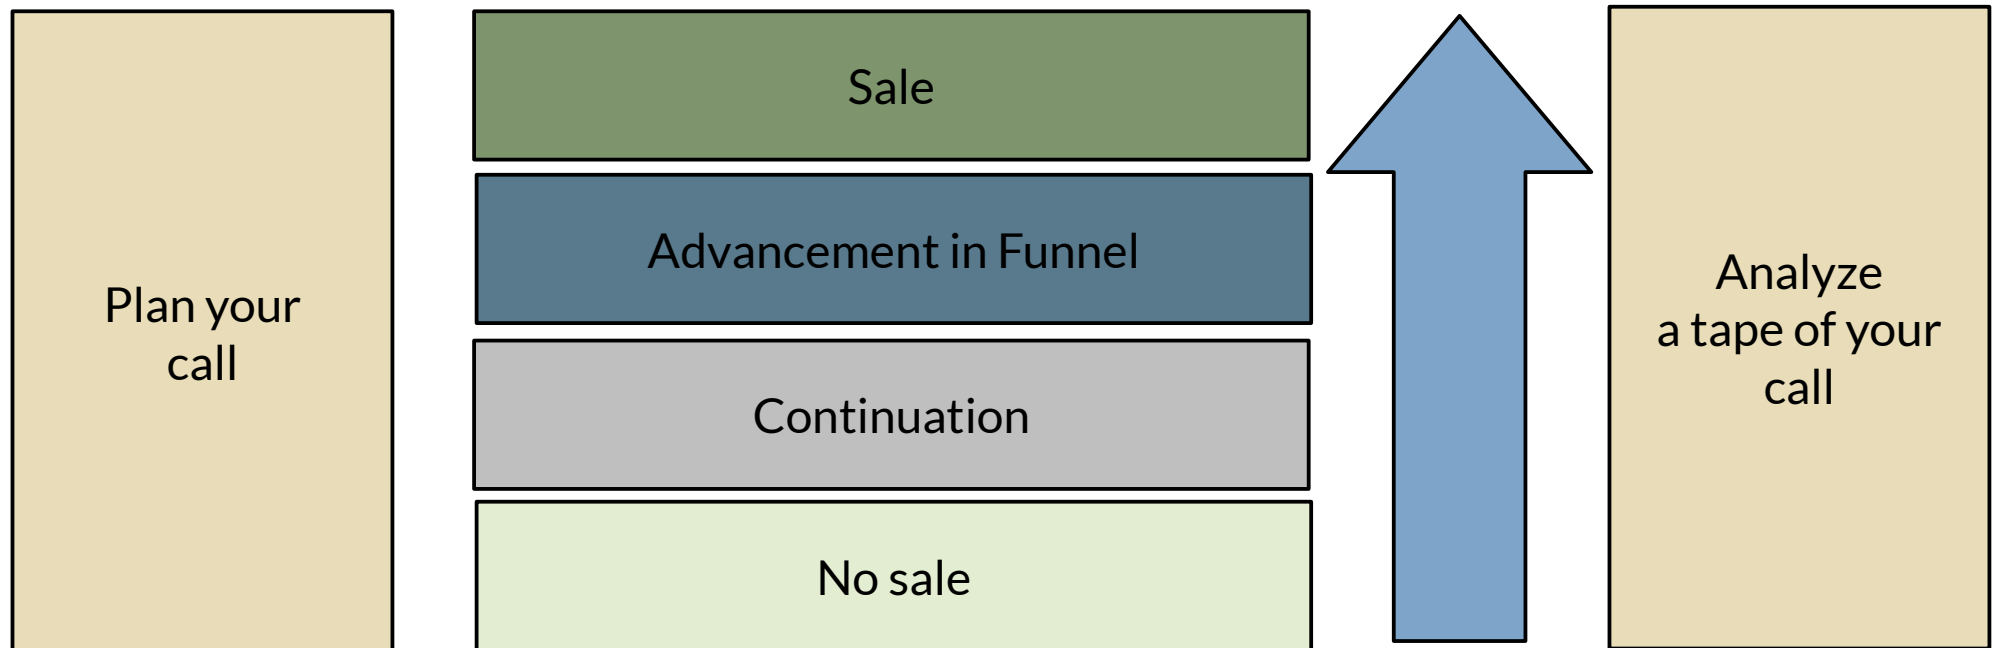 Plan your
call
Sale
Advancement in Funnel
Continuation
No sale
Analyze
a tape of your
call